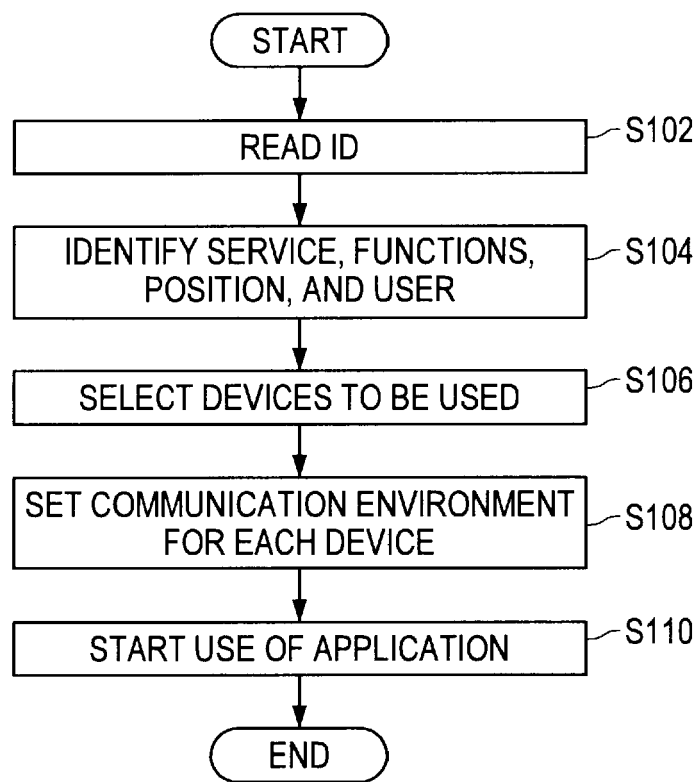 START
READ ID
S102
IDENTIFY SERVICE, FUNCTIONS,
POSITION, AND USER
S104
SELECT DEVICES TO BE USED
S106
SET COMMUNICATION ENVIRONMENT
FOR EACH DEVICE
S108
START USE OF APPLICATION
S110
END